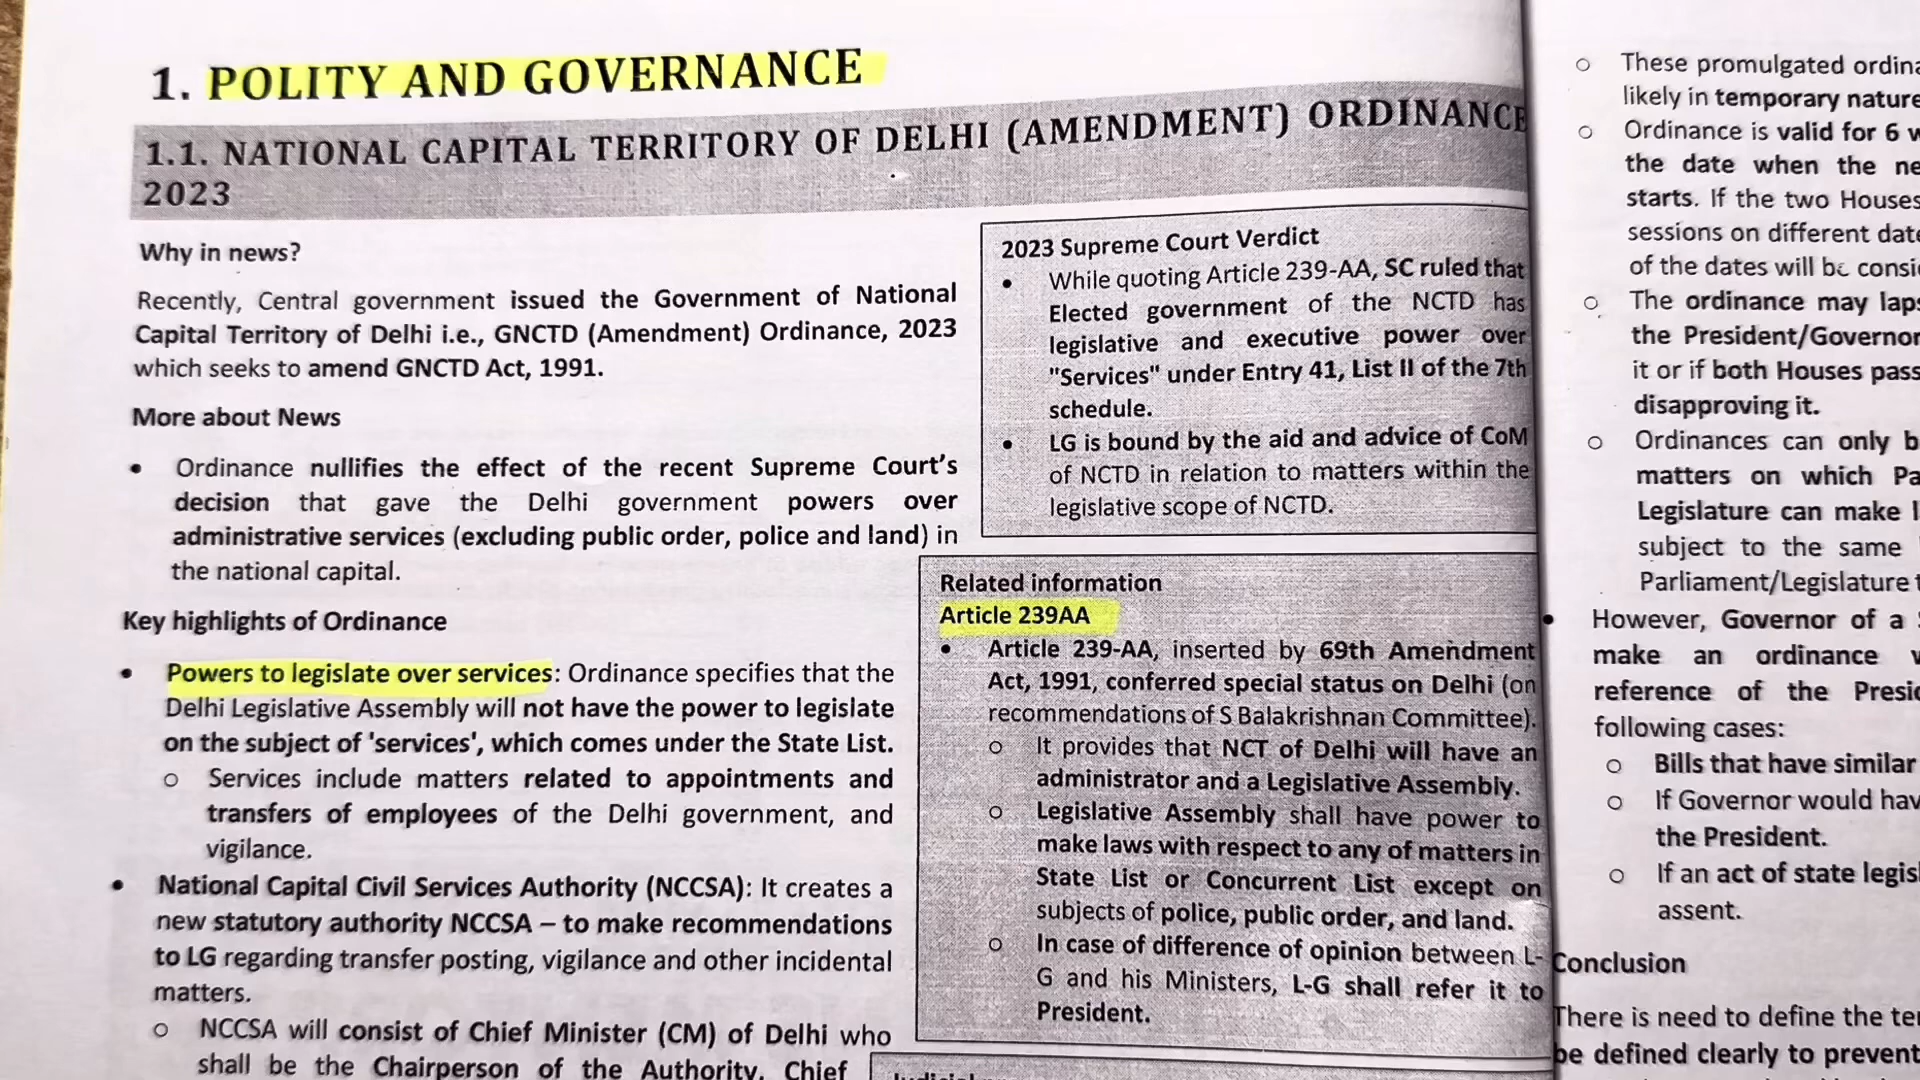 1. POLITY AND GOVERNANCE
1.1. NATIONAL CAPITAL TERRITORY OF DELHI (AMENDMENT) ORDINANCE
2023
Why in news?
Recently, Central government issued the Government of National
Capital Territory of Delhi i.e., GNCTD (Amendment) Ordinance, 2023
which seeks to amend GNCTD Act, 1991.
More about News
• Ordinance nullifies the effect of the recent Supreme Court's
decision that gave the Delhi government powers over
administrative services (excluding public order, police and land) in
the national capital.
Key highlights of Ordinance
• Powers to legislate over services: Ordinance specifies that the
Delhi Legislative Assembly will not have the power to legislate
on the subject of 'services', which comes under the State List.
o Services include matters related to appointments and
transfers of employees of the Delhi government, and
vigilance.
• National Capital Civil Services Authority (NCCSA): It creates a
new statutory authority NCCSA – to make recommendations
to LG regarding transfer posting, vigilance and other incidental
matters.
o NCCSA will consist of Chief Minister (CM) of Delhi who
shall be the Chairperson of the Authority, Chief
2023 Supreme Court Verdict
• While quoting Article 239-AA, SC ruled that
Elected government of the NCTD has
legislative and executive power over
"Services" under Entry 41, List II of the 7th
schedule.
• LG is bound by the aid and advice of CoM
of NCTD in relation to matters within the
legislative scope of NCTD.
Related information
Article 239AA
• Article 239-AA, inserted by 69th Amendment
Act, 1991, conferred special status on Delhi (on
recommendations of S Balakrishnan Committee).
o It provides that NCT of Delhi will have an
administrator and a Legislative Assembly.
o Legislative Assembly shall have power to
make laws with respect to any of matters in
State List or Concurrent List except on
subjects of police, public order, and land.
o In case of difference of opinion between L-
G and his Ministers, L-G shall refer it to
President.
o These promulgated
likely in temporary nature
o Ordinance is valid for 6
the date when the
starts. If the two Houses
sessions on different
of the dates will be
o The ordinance may
the President/Governor
it or if both Houses pass
disapproving it.
o Ordinances can only
matters on which
Legislature can make
subject to the same
Parliament/Legislature
• However, Governor of a
make an ordinance
reference of the
following cases:
o Bills that have similar
o If Governor would
the President.
o If an act of state
assent.
Conclusion
There is need to define the
be defined clearly to prevent